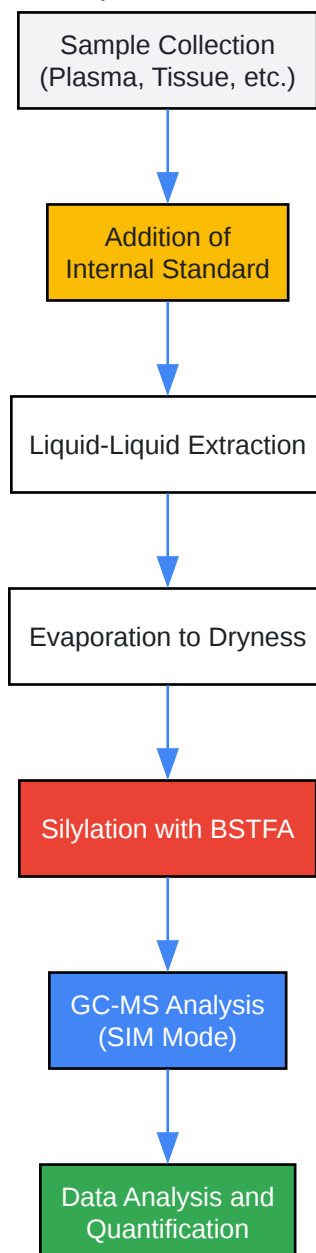 Sample Collection
(Plasma, Tissue, etc.)
Addition of
Internal Standard
Liquid-Liquid Extraction
Evaporation to Dryness
Silylation with BSTFA
GC-MS Analysis
(SIM Mode)
Data Analysis and
Quantification